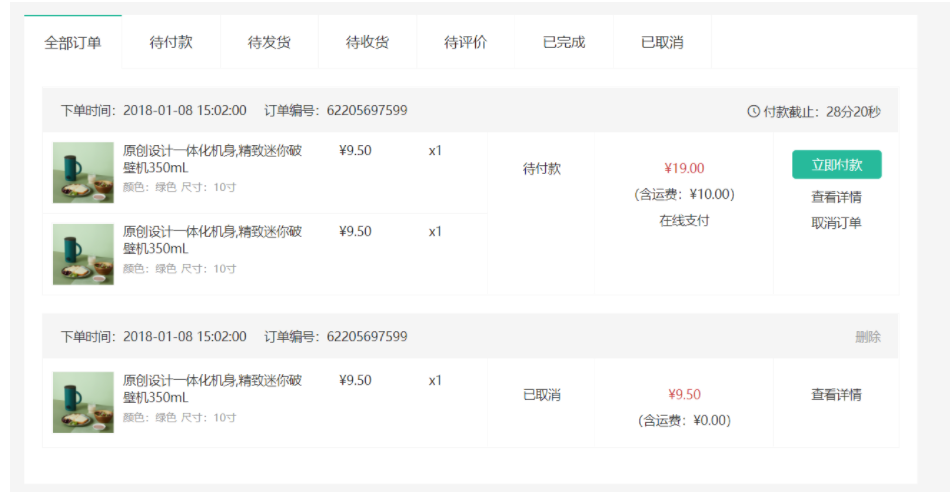 全部订单 待付款 待发货 待收货 待评价 已完成 已取消
下单时间：2018-01-08 15:02:00 订单编号：62205697599 付款截止：28分20秒
原创设计一体化机身,精致迷你破 ¥9.50 x1
壁机350mL
颜色：绿色 尺寸：10寸
待付款
¥19.00
(含运费：¥10.00)
在线支付
立即付款
查看详情
取消订单
原创设计一体化机身,精致迷你破 ¥9.50 x1
壁机350mL
颜色：绿色 尺寸：10寸
下单时间：2018-01-08 15:02:00 订单编号：62205697599 删除
原创设计一体化机身,精致迷你破 ¥9.50 x1
壁机350mL
颜色：绿色 尺寸：10寸
已取消
¥9.50
(含运费：¥0.00)
查看详情